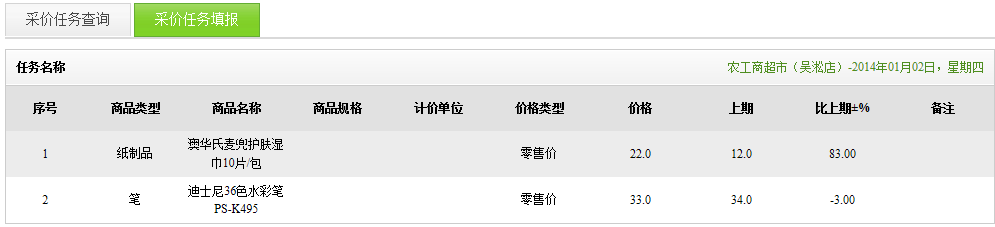 采价任务查询 采价任务填报
任务名称 农工商超市（吴淞店）-2014年01月02日，星期四
序号 商品类型 商品名称 商品规格 计价单位 价格类型 价格 上期 比上期±% 备注
1 纸制品 澳华氏麦兜护肤湿巾10片/包 零售价 22.0 12.0 83.00
2 笔 迪士尼36色水彩笔PS-K495 零售价 33.0 34.0 -3.00